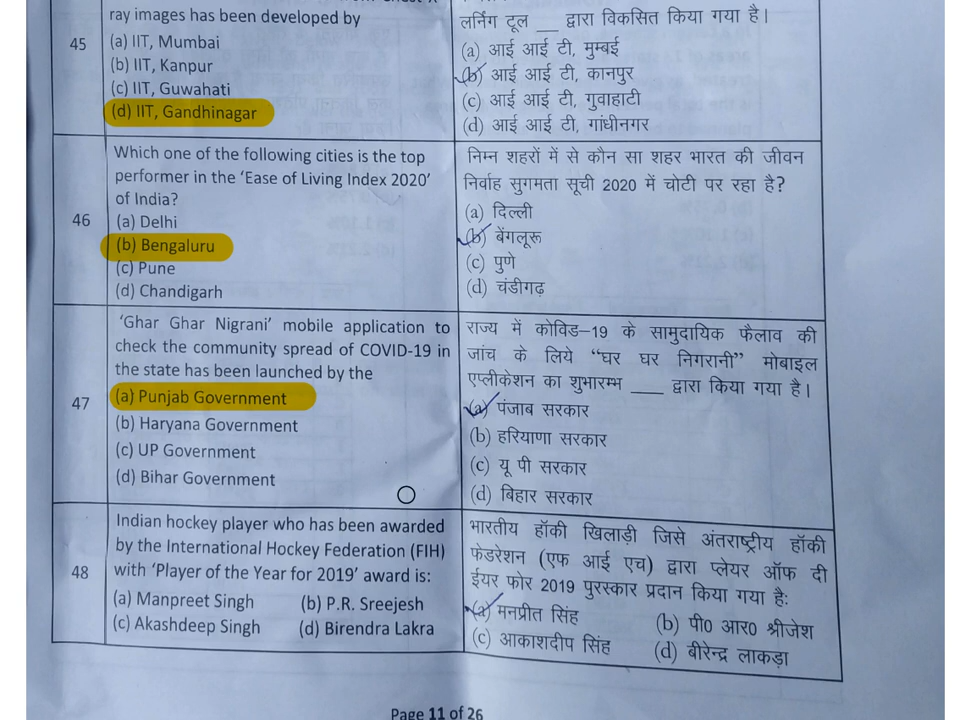 ray images has been developed by
45
(a) IIT, Mumbai
(b) IIT, Kanpur
(c) IIT, Guwahati
(d) IIT, Gandhinagar
लर्निंग टूल ___ द्वारा विकसित किया गया है।
(a) आई आई टी, मुम्बई
(b) आई आई टी, कानपुर
(c) आई आई टी, गुवाहाटी
(d) आई आई टी, गांधीनगर
46
Which one of the following cities is the top
performer in the ‘Ease of Living Index 2020’
of India?
(a) Delhi
(b) Bengaluru
(c) Pune
(d) Chandigarh
निम्न शहरों में से कौन सा शहर भारत की जीवन
निर्वाह सुगमता सूची 2020 में चोटी पर रहा है?
(a) दिल्ली
(b) बेंगलूरू
(c) पुणे
(d) चंडीगढ़
47
‘Ghar Ghar Nigrani’ mobile application to
check the community spread of COVID-19 in
the state has been launched by the
(a) Punjab Government
(b) Haryana Government
(c) UP Government
(d) Bihar Government
राज्य में कोविड–19 के सामुदायिक फैलाव की
जांच के लिये “घर घर निगरानी” मोबाइल
एप्लीकेशन का शुभारम्भ ___ द्वारा किया गया है।
(a) पंजाब सरकार
(b) हरियाणा सरकार
(c) यू पी सरकार
(d) बिहार सरकार
48
Indian hockey player who has been awarded
by the International Hockey Federation (FIH)
with ‘Player of the Year for 2019’ award is:
(a) Manpreet Singh (b) P.R. Sreejesh
(c) Akashdeep Singh (d) Birendra Lakra
भारतीय हॉकी खिलाड़ी जिसे अंतराष्ट्रीय हॉकी
फेडरेशन (एफ आई एच) द्वारा प्लेयर ऑफ दी
ईयर फोर 2019 पुरस्कार प्रदान किया गया है:
(a) मनप्रीत सिंह (b) पी0 आर0 श्रीजेश
(c) आकाशदीप सिंह (d) बीरेन्द्र लाकड़ा
Page 11 of 26